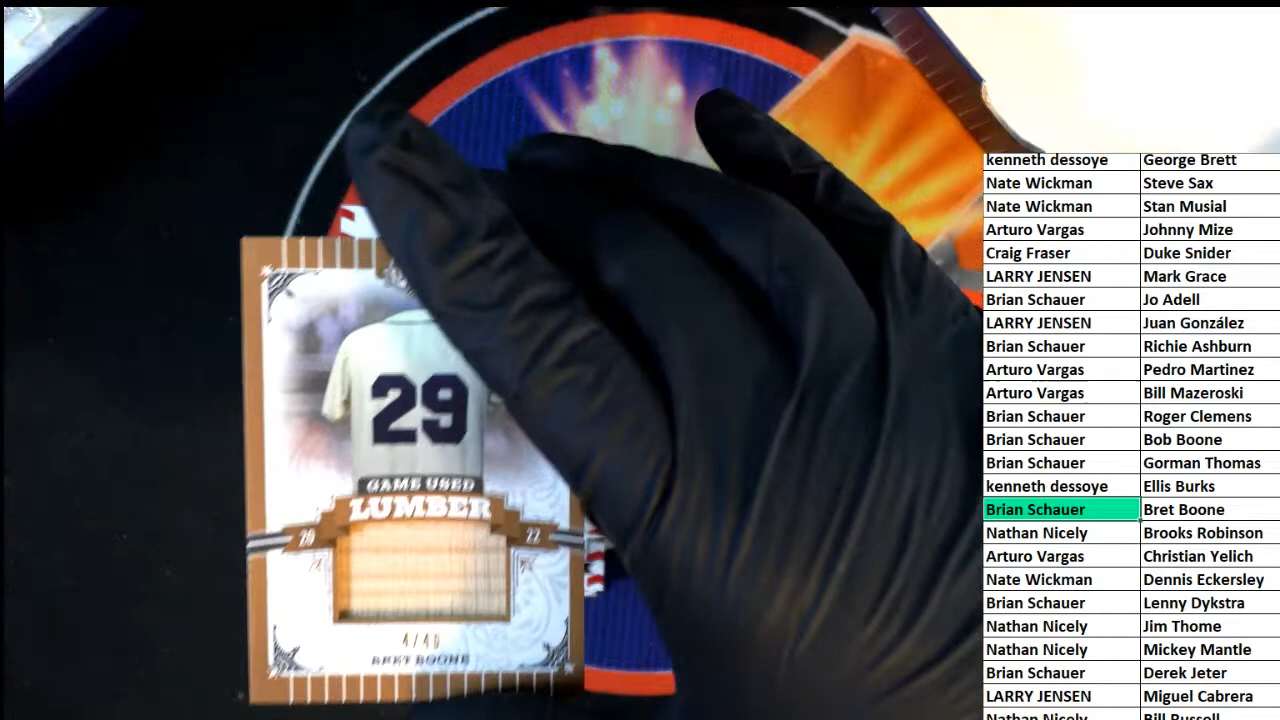 29
GAME USED
LUMBER
20 22
4/40
BRET BOONE
kenneth dessoye George Brett
Nate Wickman Steve Sax
Nate Wickman Stan Musial
Arturo Vargas Johnny Mize
Craig Fraser Duke Snider
LARRY JENSEN Mark Grace
Brian Schauer Jo Adell
LARRY JENSEN Juan González
Brian Schauer Richie Ashburn
Arturo Vargas Pedro Martinez
Arturo Vargas Bill Mazeroski
Brian Schauer Roger Clemens
Brian Schauer Bob Boone
Brian Schauer Gorman Thomas
kenneth dessoye Ellis Burks
Brian Schauer Bret Boone
Nathan Nicely Brooks Robinson
Arturo Vargas Christian Yelich
Nate Wickman Dennis Eckersley
Brian Schauer Lenny Dykstra
Nathan Nicely Jim Thome
Nathan Nicely Mickey Mantle
Brian Schauer Derek Jeter
LARRY JENSEN Miguel Cabrera
Nathan Nicely Bill Russell